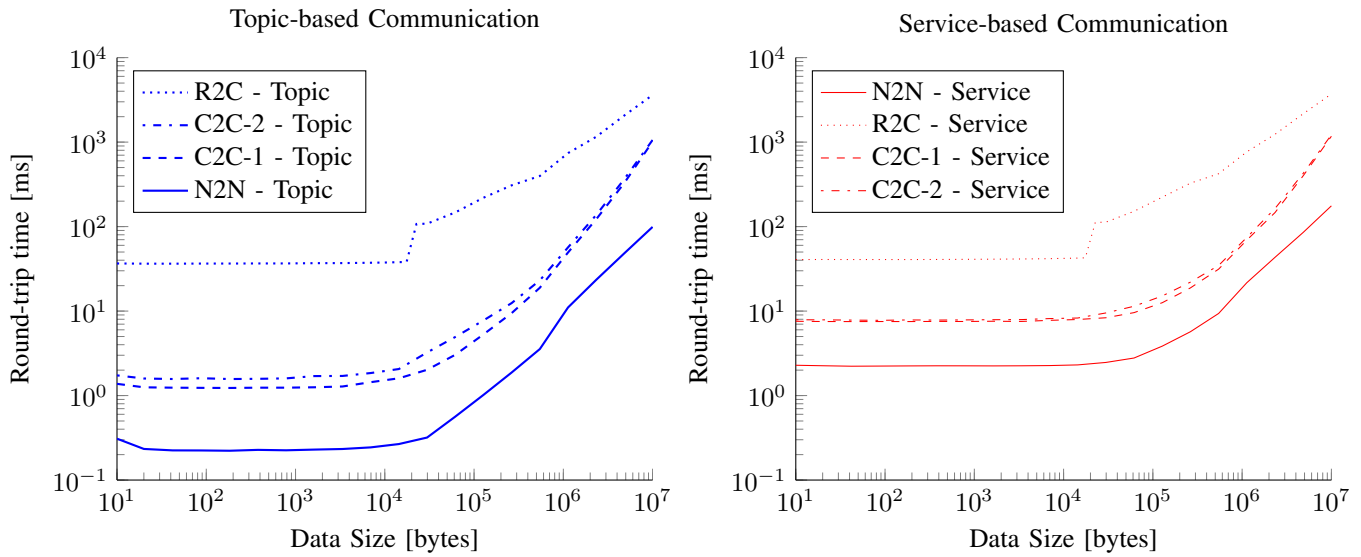 Topic-based Communication
10^4
10^3
10^2
10^1
10^0
10^-1
Round-trip time [ms]
R2C - Topic
C2C-2 - Topic
C2C-1 - Topic
N2N - Topic
10^1 10^2 10^3 10^4 10^5 10^6 10^7
Data Size [bytes]
Service-based Communication
10^4
10^3
10^2
10^1
10^0
10^-1
Round-trip time [ms]
N2N - Service
R2C - Service
C2C-1 - Service
C2C-2 - Service
10^1 10^2 10^3 10^4 10^5 10^6 10^7
Data Size [bytes]